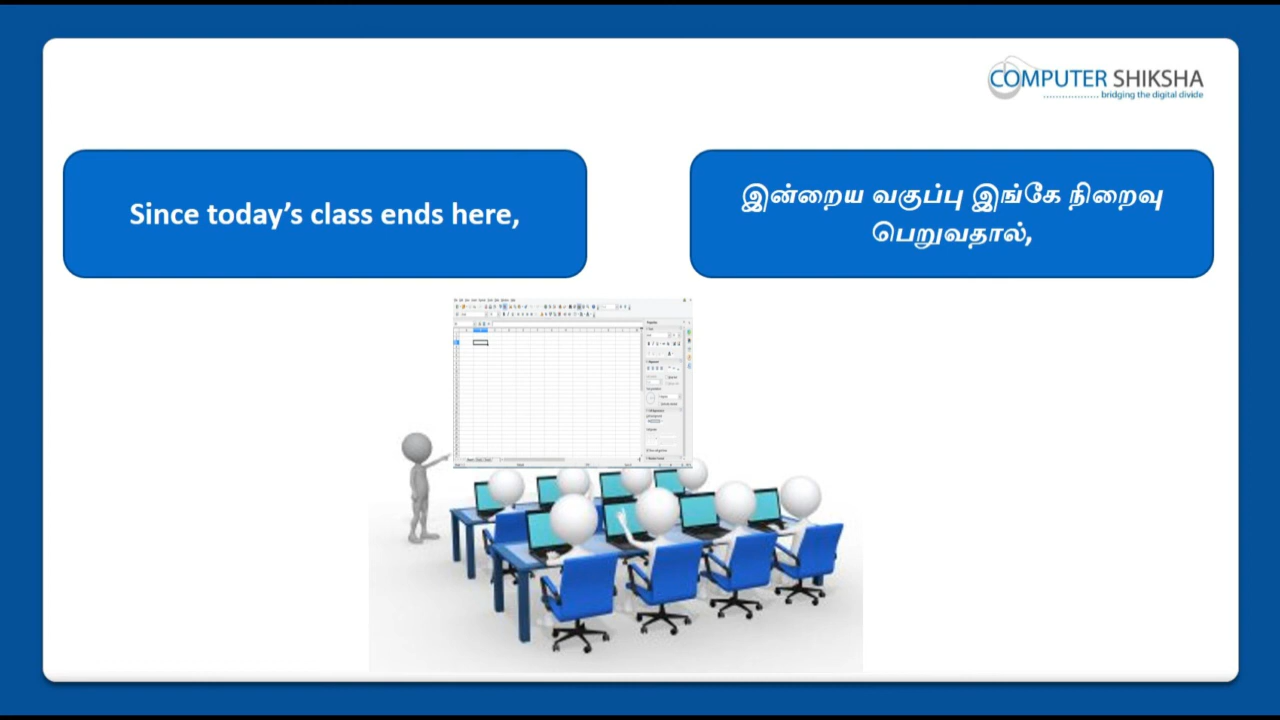 COMPUTER SHIKSHA
bridging the digital divide
Since today’s class ends here,
இன்றைய வகுப்பு இங்கே நிறைவு
பெறுவதால்,